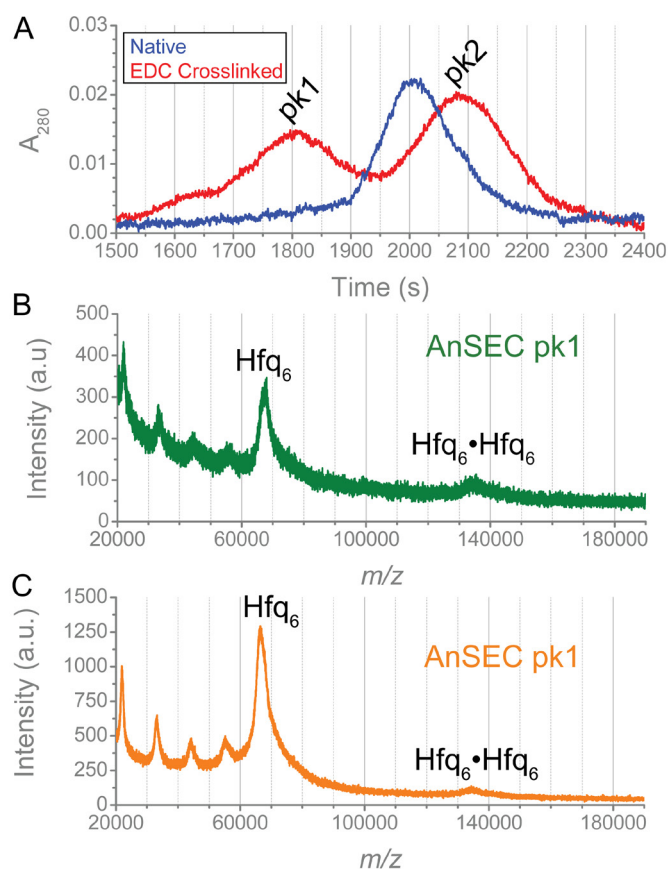 A
0.03
Native
EDC Crosslinked
pk1
pk2
0.02
A280
0.01
0.00
1500 1600 1700 1800 1900 2000 2100 2200 2300 2400
Time (s)
B
500
Hfq6
AnSEC pk1
400
300
Hfq6•Hfq6
Intensity (a.u)
200
100
0
20000 60000 100000 140000 180000
m/z
C
1500
Hfq6
1250
AnSEC pk1
1000
750
Hfq6•Hfq6
Intensity (a.u.)
500
250
0
20000 60000 100000 140000 180000
m/z